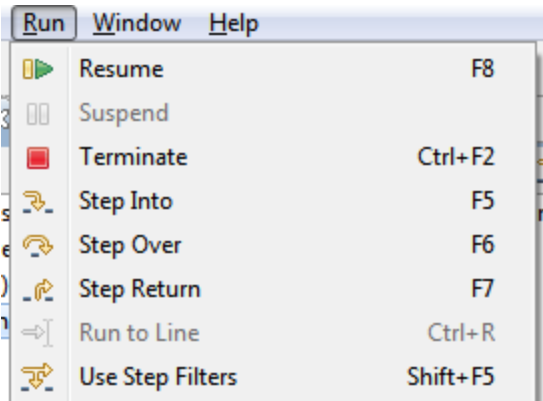 Run Window Help
Resume F8
Suspend
Terminate Ctrl+F2
Step Into F5
Step Over F6
Step Return F7
Run to Line Ctrl+R
Use Step Filters Shift+F5